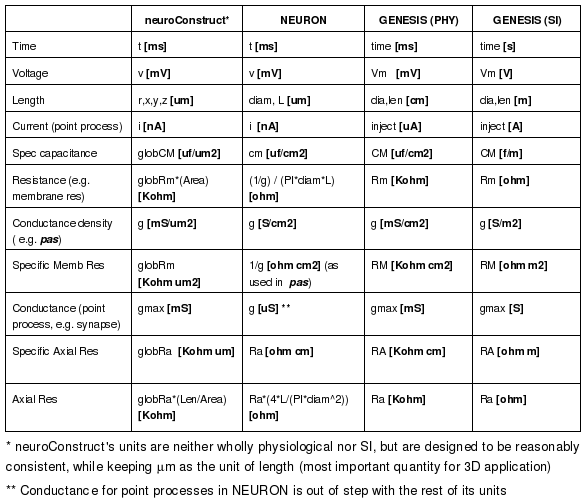 neuroConstruct* NEURON GENESIS (PHY) GENESIS (SI)
Time t [ms] t [ms] time [ms] time [s]
Voltage v [mV] v [mV] Vm [mV] Vm [V]
Length r,x,y,z [um] diam, L [um] dia,len [cm] dia,len [m]
Current (point process) i [nA] i [nA] inject [uA] inject [A]
Spec capacitance globCM [uf/um2] cm [uf/cm2] CM [uf/cm2] CM [f/m]
Resistance (e.g. globRm*(Area) (1/g) / (PI*diam*L) Rm [Kohm] Rm [ohm]
membrane res) [Kohm] [ohm]
Conductance density g [mS/um2] g [S/cm2] g [mS/cm2] g [S/m2]
( e.g. pas)
Specific Memb Res globRm 1/g [ohm cm2] (as RM [Kohm cm2] RM [ohm m2]
[Kohm um2] used in pas)
Conductance (point gmax [mS] g [uS] ** gmax [mS] gmax [S]
process, e.g. synapse)
Specific Axial Res globRa [Kohm um] Ra [ohm cm] RA [Kohm cm] RA [ohm m]
Axial Res globRa*(Len/Area) Ra*(4*L/(PI*diam^2)) Ra [Kohm] Ra [ohm]
[Kohm] [ohm]
* neuroConstruct's units are neither wholly physiological nor SI, but are designed to be reasonably
consistent, while keeping μm as the unit of length (most important quantity for 3D application)
** Conductance for point processes in NEURON is out of step with the rest of its units